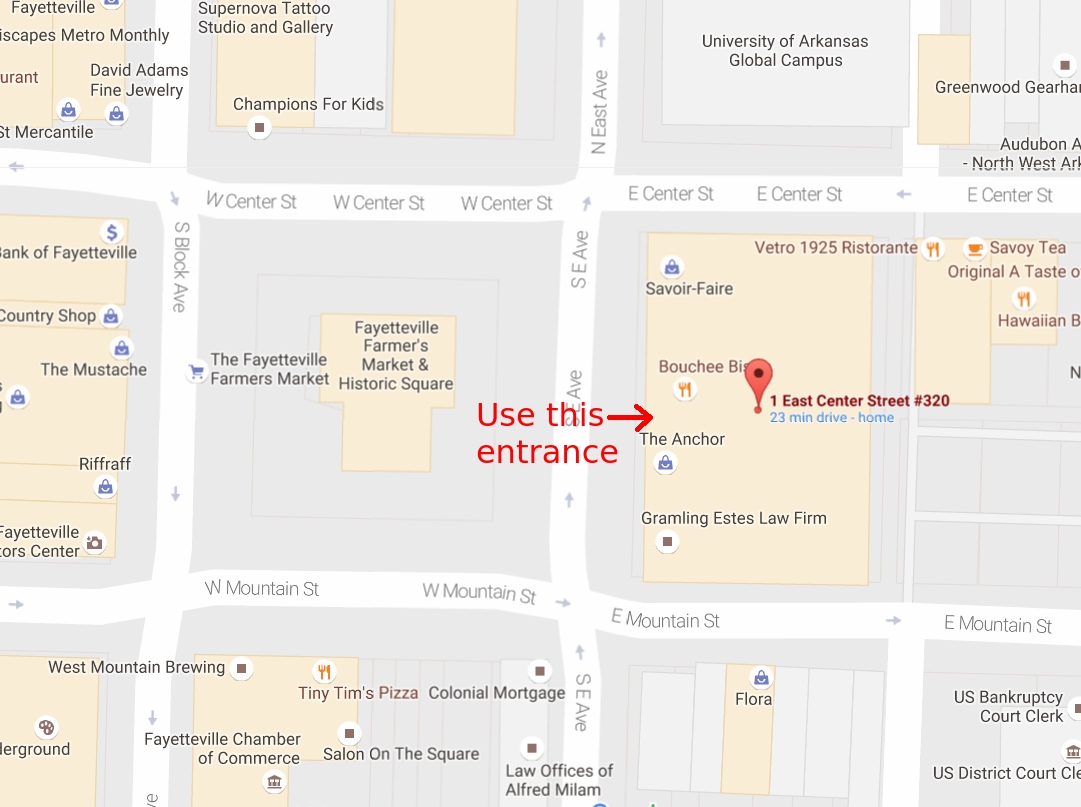 Fayetteville
iscapes Metro Monthly
urant
David Adams
Fine Jewelry
St Mercantile
Supernova Tattoo
Studio and Gallery
Champions For Kids
N East Ave
University of Arkansas
Global Campus
Greenwood Gearhar
Audubon A
- North West Ark
W Center St
W Center St
W Center St
E Center St
E Center St
E Center St
S Block Ave
S E Ave
Bank of Fayetteville
Country Shop
The Mustache
The Fayetteville
Farmers Market
Fayetteville
Farmer's
Market &
Historic Square
Savoir-Faire
Vetro 1925 Ristorante
Savoy Tea
Original A Taste o
Hawaiian B
Bouchee Bis
1 East Center Street #320
23 min drive - home
S E Ave
Use this
entrance
The Anchor
Gramling Estes Law Firm
Riffraff
Fayetteville
tors Center
W Mountain St
W Mountain St
E Mountain St
E Mountain St
West Mountain Brewing
Tiny Tim's Pizza
Colonial Mortgage
S E Ave
Flora
US Bankruptcy
Court Clerk
derground
Fayetteville Chamber
of Commerce
Salon On The Square
Law Offices of
Alfred Milam
US District Court Cle